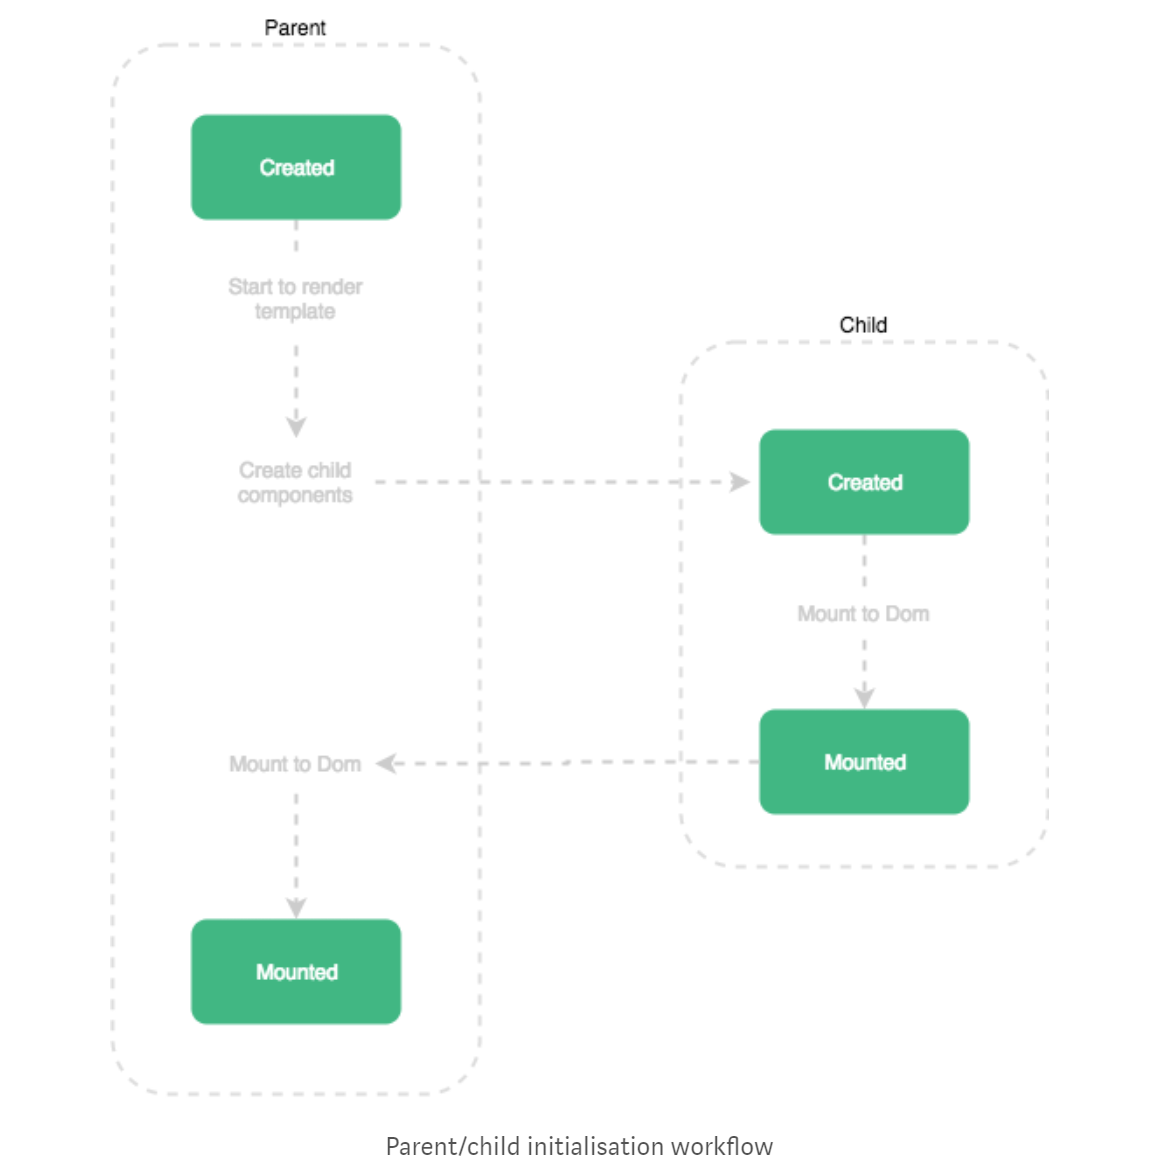 Parent
Created
Start to render
template
Create child
components
Child
Created
Mount to Dom
Mounted
Mount to Dom
Mounted
Parent/child initialisation workflow